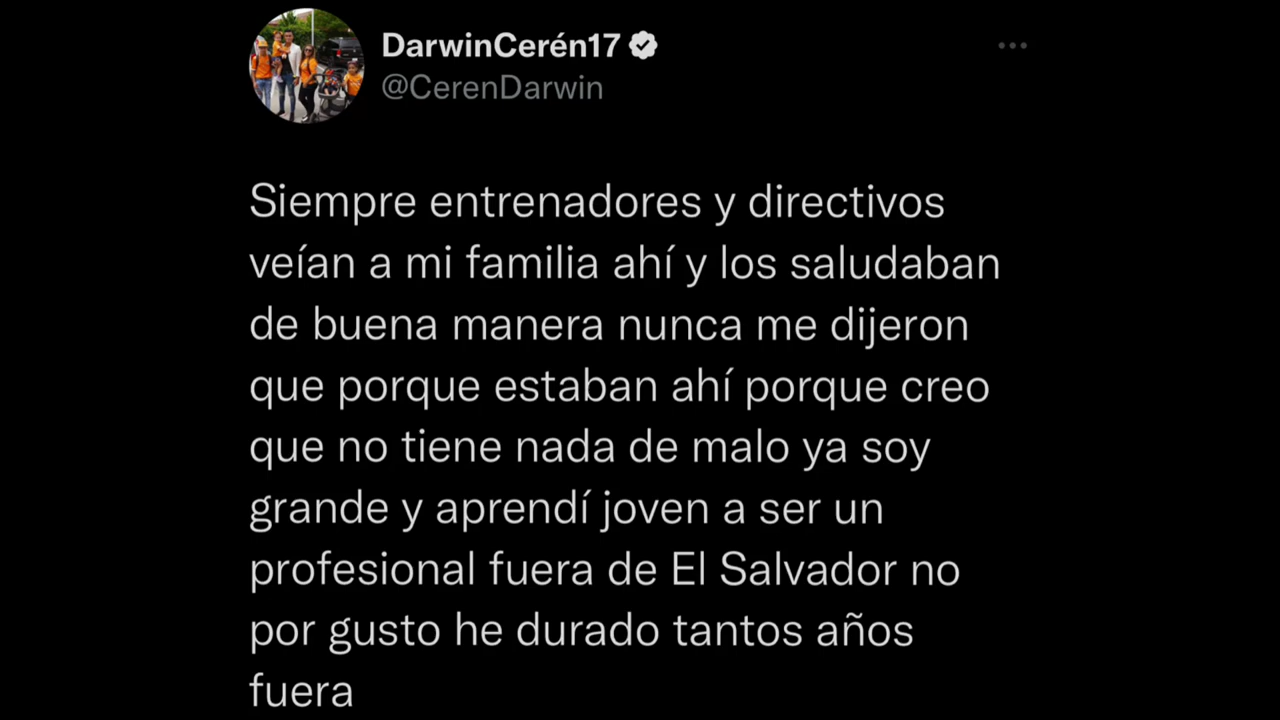 DarwinCerén17
@CerenDarwin
Siempre entrenadores y directivos
veían a mi familia ahí y los saludaban
de buena manera nunca me dijeron
que porque estaban ahí porque creo
que no tiene nada de malo ya soy
grande y aprendí joven a ser un
profesional fuera de El Salvador no
por gusto he durado tantos años
fuera